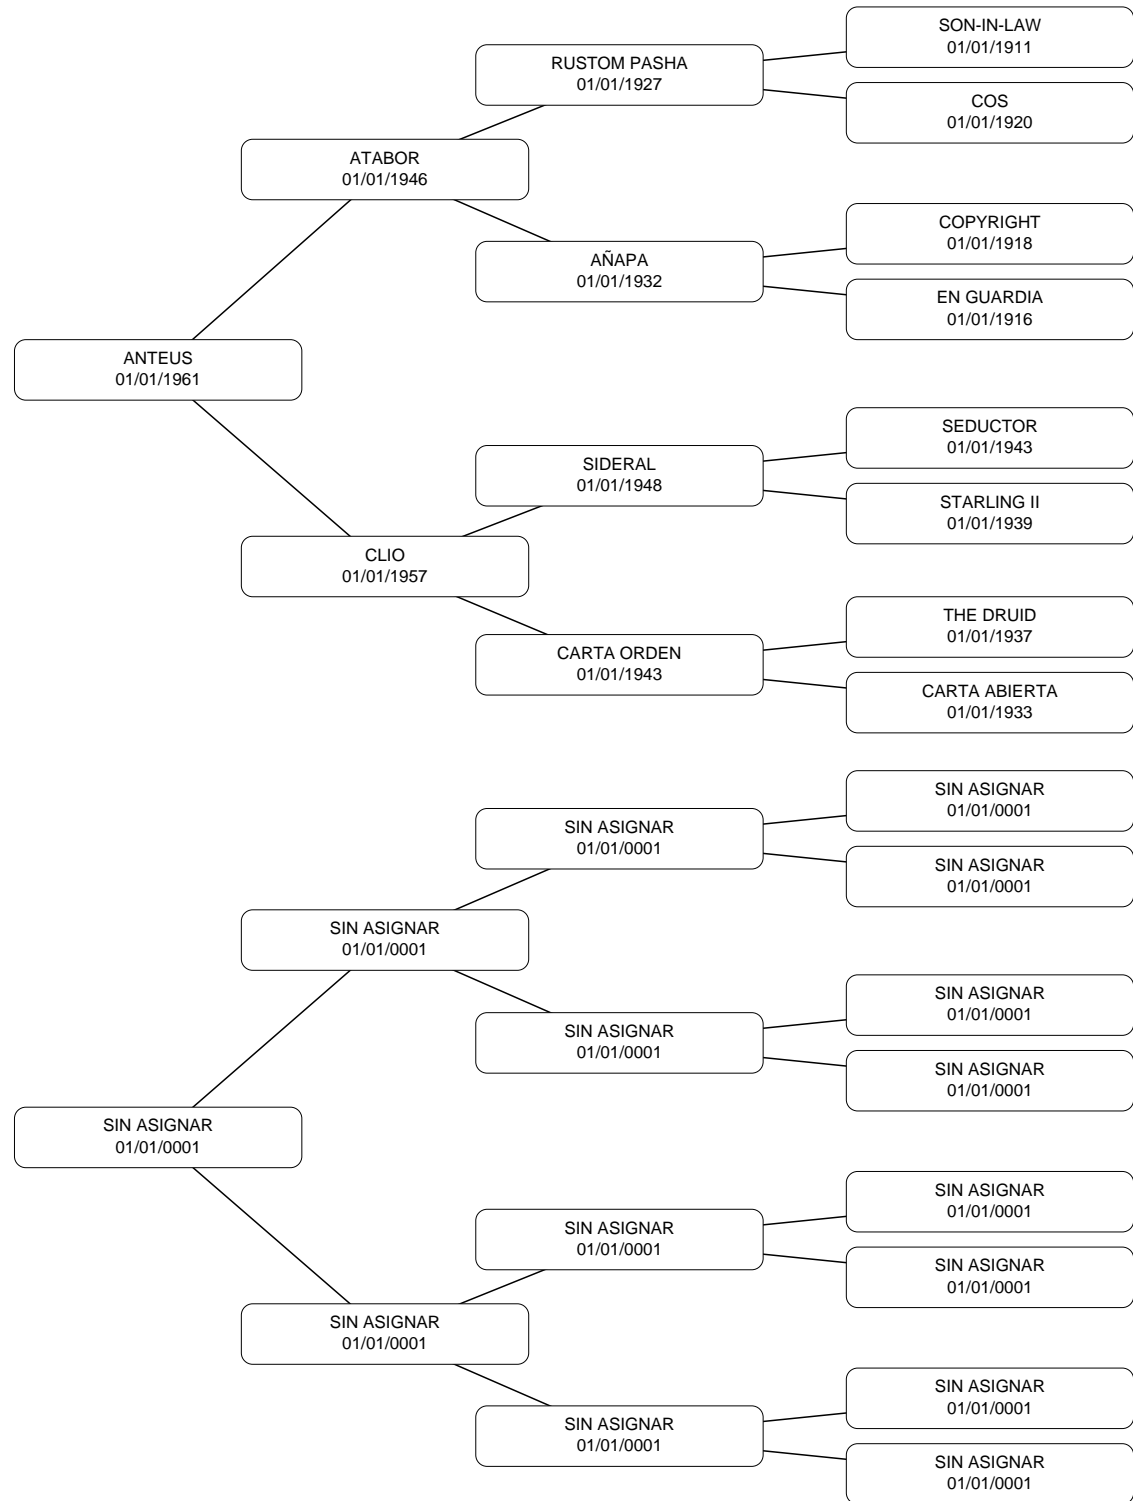 SON-IN-LAW
01/01/1911
RUSTOM PASHA
01/01/1927
COS
01/01/1920
ATABOR
01/01/1946
COPYRIGHT
01/01/1918
AÑAPA
01/01/1932
EN GUARDIA
01/01/1916
ANTEUS
01/01/1961
SEDUCTOR
01/01/1943
SIDERAL
01/01/1948
STARLING II
01/01/1939
CLIO
01/01/1957
THE DRUID
01/01/1937
CARTA ORDEN
01/01/1943
CARTA ABIERTA
01/01/1933
SIN ASIGNAR
01/01/0001
SIN ASIGNAR
01/01/0001
SIN ASIGNAR
01/01/0001
SIN ASIGNAR
01/01/0001
SIN ASIGNAR
01/01/0001
SIN ASIGNAR
01/01/0001
SIN ASIGNAR
01/01/0001
SIN ASIGNAR
01/01/0001
SIN ASIGNAR
01/01/0001
SIN ASIGNAR
01/01/0001
SIN ASIGNAR
01/01/0001
SIN ASIGNAR
01/01/0001
SIN ASIGNAR
01/01/0001
SIN ASIGNAR
01/01/0001
SIN ASIGNAR
01/01/0001